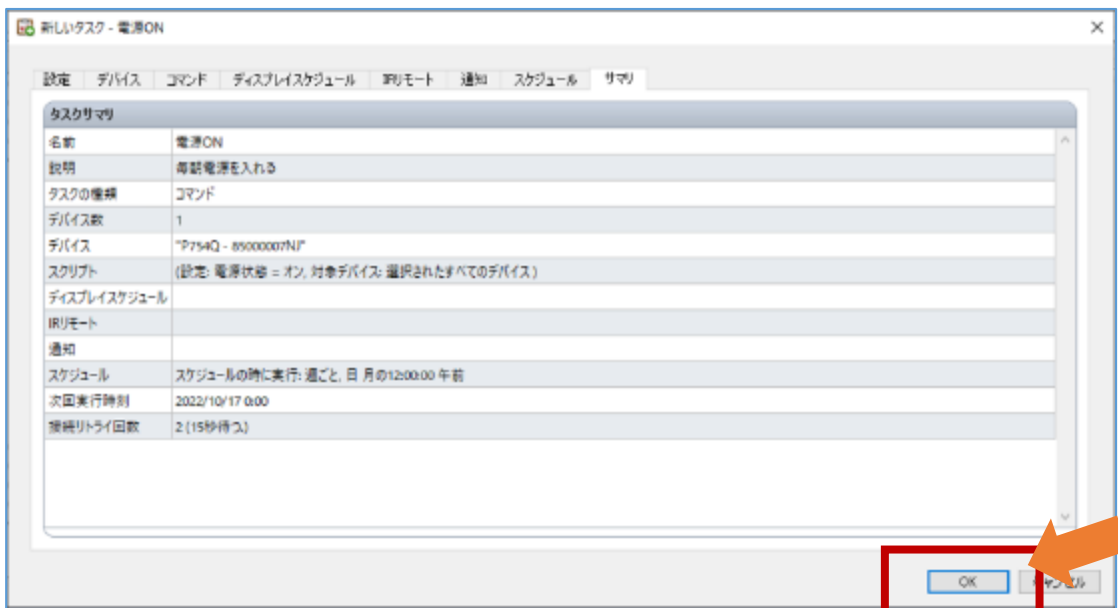 新しいタスク - 電源ON
設定 デバイス コマンド ディスプレイスケジュール IRリモート 通知 スケジュール サマリ
タスクサマリ
名前 電源ON
説明 毎朝電源を入れる
タスクの種類 コマンド
デバイス数 1
デバイス "P754Q - 85000007NJ"
スクリプト (設定: 電源状態 = オン, 対象デバイス: 選択されたすべてのデバイス)
ディスプレイスケジュール
IRリモート
通知
スケジュール スケジュールの時に実行: 週ごと, 日 月の12:00:00 午前
次回実行時刻 2022/10/17 0:00
接続リトライ回数 2 (15秒待つ.)
OK キャンセル